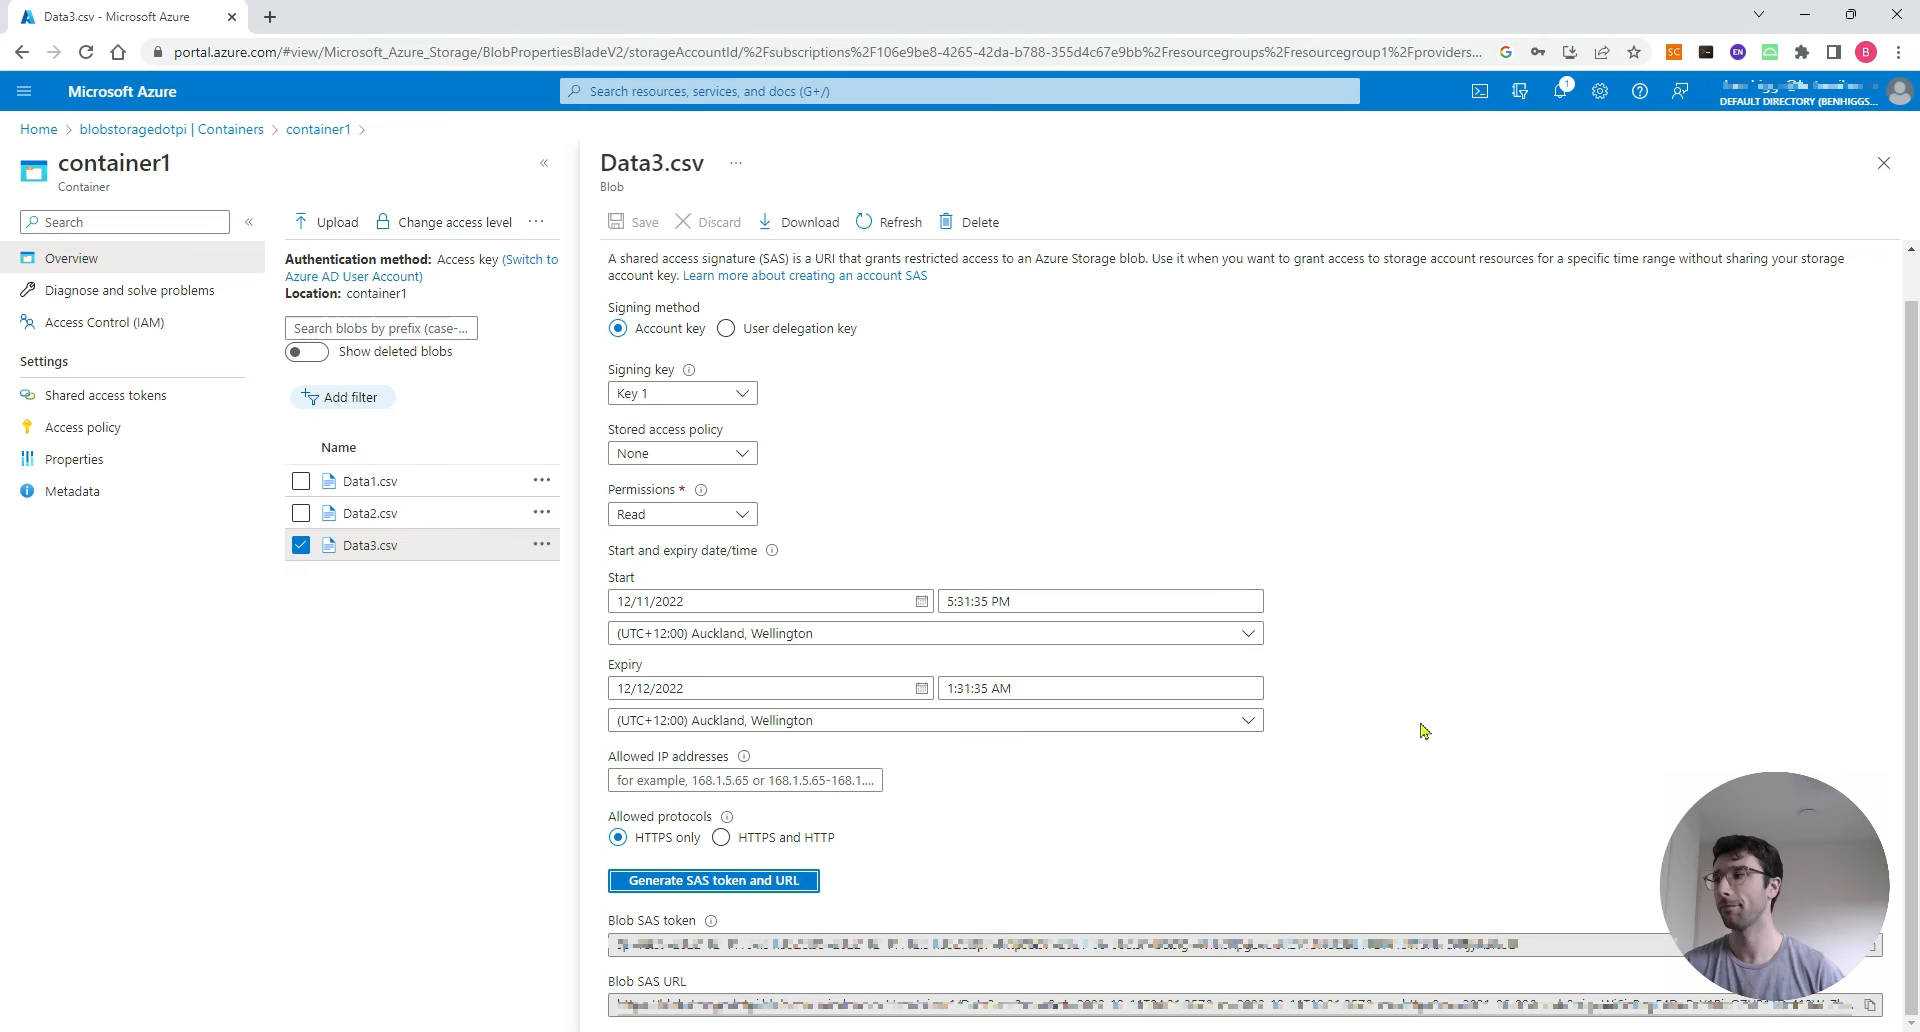 Data3.csv - Microsoft Azure
portal.azure.com/#view/Microsoft_Azure_Storage/BlobPropertiesBladeV2/storageAccountId/%2Fsubscriptions%2F106e9be8-4265-42da-b788-355d4c67e9bb%2Fresourcegroups%2Fresourcegroup1%2Fproviders...
SC
EN
B
Microsoft Azure
Search resources, services, and docs (G+/)
1
DEFAULT DIRECTORY (BENHIGGS...
Home > blobstoragedotpi | Containers > container1 >
container1
Container
Search
Overview
Diagnose and solve problems
Access Control (IAM)
Settings
Shared access tokens
Access policy
Properties
Metadata
Upload
Change access level
Authentication method: Access key (Switch to
Azure AD User Account)
Location: container1
Search blobs by prefix (case-...
Show deleted blobs
Add filter
Name
Data1.csv
Data2.csv
Data3.csv
Data3.csv
Blob
Save
Discard
Download
Refresh
Delete
A shared access signature (SAS) is a URI that grants restricted access to an Azure Storage blob. Use it when you want to grant access to storage account resources for a specific time range without sharing your storage
account key. Learn more about creating an account SAS
Signing method
Account key
User delegation key
Signing key
Key 1
Stored access policy
None
Permissions *
Read
Start and expiry date/time
Start
12/11/2022
5:31:35 PM
(UTC+12:00) Auckland, Wellington
Expiry
12/12/2022
1:31:35 AM
(UTC+12:00) Auckland, Wellington
Allowed IP addresses
for example, 168.1.5.65 or 168.1.5.65-168.1....
Allowed protocols
HTTPS only
HTTPS and HTTP
Generate SAS token and URL
Blob SAS token
Blob SAS URL